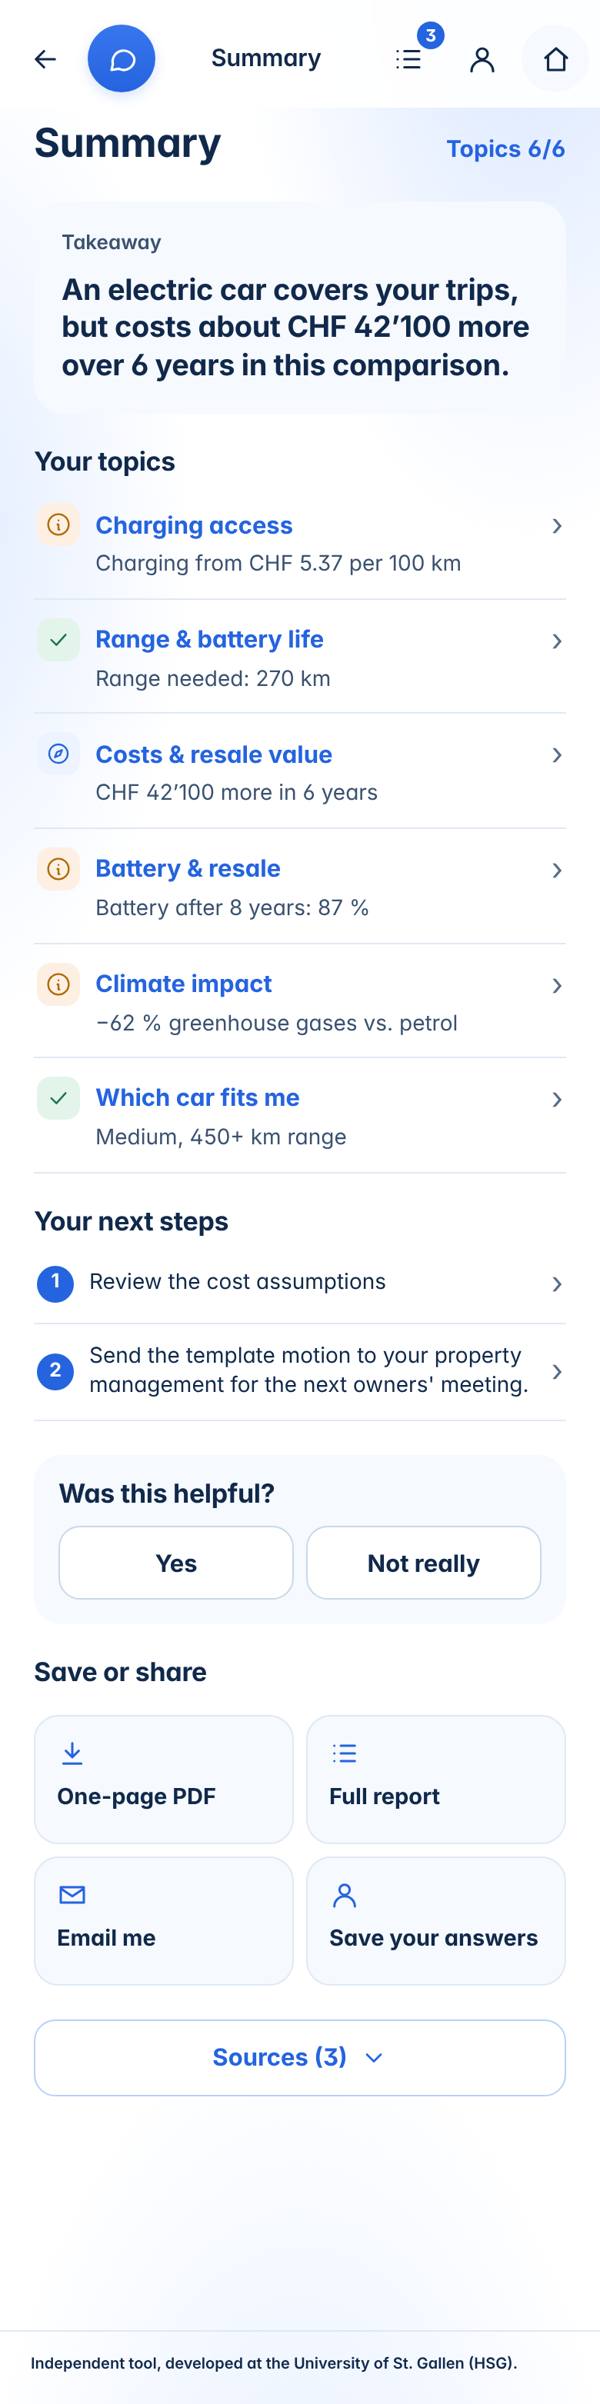 Summary
3
Summary
Topics 6/6
Takeaway
An electric car covers your trips,
but costs about CHF 42’100 more
over 6 years in this comparison.
Your topics
Charging access
Charging from CHF 5.37 per 100 km
Range & battery life
Range needed: 270 km
Costs & resale value
CHF 42’100 more in 6 years
Battery & resale
Battery after 8 years: 87 %
Climate impact
−62 % greenhouse gases vs. petrol
Which car fits me
Medium, 450+ km range
Your next steps
1 Review the cost assumptions
2 Send the template motion to your property
management for the next owners' meeting.
Was this helpful?
Yes
Not really
Save or share
One-page PDF
Full report
Email me
Save your answers
Sources (3)
Independent tool, developed at the University of St. Gallen (HSG).